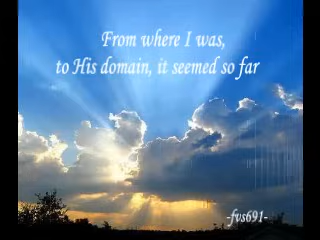 From where I was,
to His domain, it seemed so far
-fvs691-